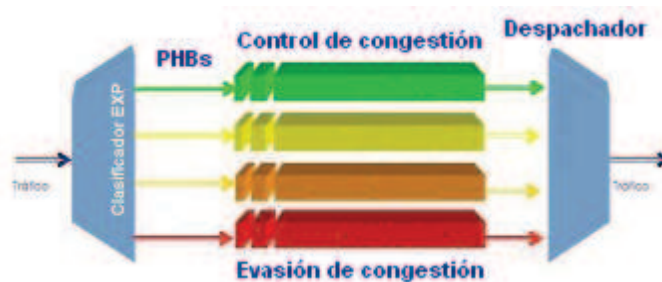 Despachador
Control de congestión
PHBs
Clasificador EXP
Tráfico
Tráfico
Evasión de congestión